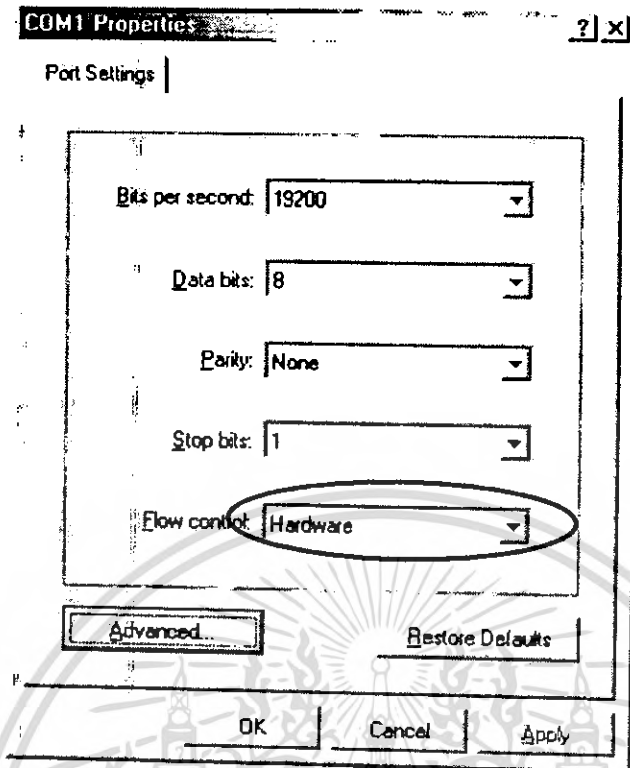 COM1 Properties ? ×
Port Settings
Bits per second: 19200
Data bits: 8
Parity: None
Stop bits: 1
Flow control: Hardware
Advanced... Restore Defaults
OK Cancel Apply